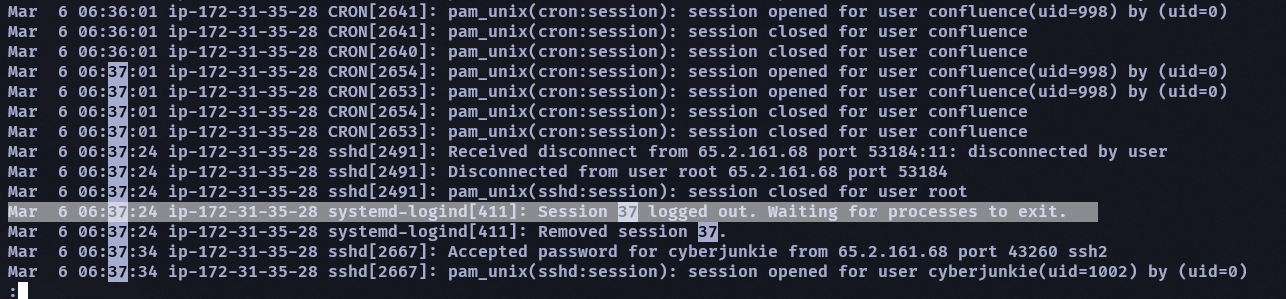 Mar  6 06:36:01 ip-172-31-35-28 CRON[2641]: pam_unix(cron:session): session opened for user confluence(uid=998) by (uid=0)
Mar  6 06:36:01 ip-172-31-35-28 CRON[2641]: pam_unix(cron:session): session closed for user confluence
Mar  6 06:36:01 ip-172-31-35-28 CRON[2640]: pam_unix(cron:session): session closed for user confluence
Mar  6 06:37:01 ip-172-31-35-28 CRON[2654]: pam_unix(cron:session): session opened for user confluence(uid=998) by (uid=0)
Mar  6 06:37:01 ip-172-31-35-28 CRON[2653]: pam_unix(cron:session): session opened for user confluence(uid=998) by (uid=0)
Mar  6 06:37:01 ip-172-31-35-28 CRON[2654]: pam_unix(cron:session): session closed for user confluence
Mar  6 06:37:01 ip-172-31-35-28 CRON[2653]: pam_unix(cron:session): session closed for user confluence
Mar  6 06:37:24 ip-172-31-35-28 sshd[2491]: Received disconnect from 65.2.161.68 port 53184:11: disconnected by user
Mar  6 06:37:24 ip-172-31-35-28 sshd[2491]: Disconnected from user root 65.2.161.68 port 53184
Mar  6 06:37:24 ip-172-31-35-28 sshd[2491]: pam_unix(sshd:session): session closed for user root
Mar  6 06:37:24 ip-172-31-35-28 systemd-logind[411]: Session 37 logged out. Waiting for processes to exit.
Mar  6 06:37:24 ip-172-31-35-28 systemd-logind[411]: Removed session 37.
Mar  6 06:37:34 ip-172-31-35-28 sshd[2667]: Accepted password for cyberjunkie from 65.2.161.68 port 43260 ssh2
Mar  6 06:37:34 ip-172-31-35-28 sshd[2667]: pam_unix(sshd:session): session opened for user cyberjunkie(uid=1002) by (uid=0)
: